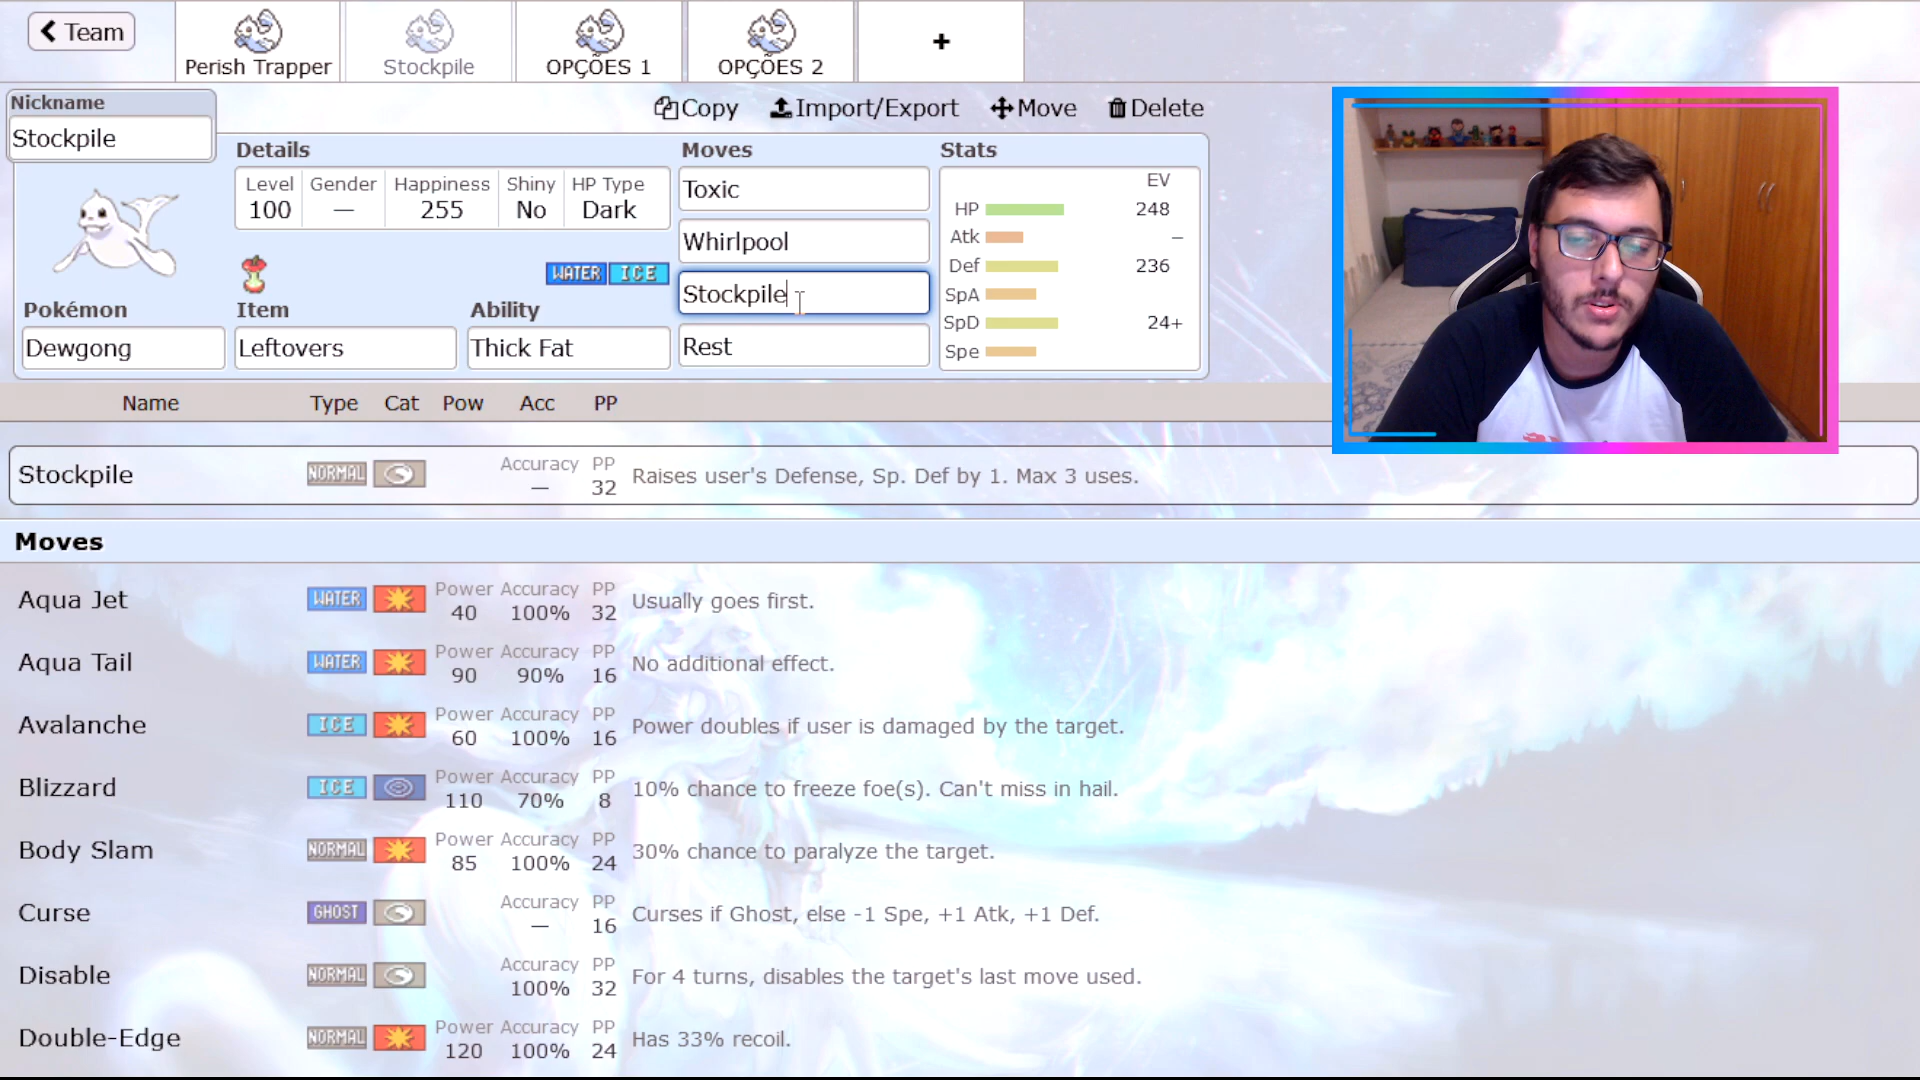 Team
Perish Trapper
Stockpile
OPÇÕES 1
OPÇÕES 2
+
Nickname
Stockpile
Copy Import/Export Move Delete
Details
Level Gender Happiness Shiny HP Type
100 — 255 No Dark
WATER ICE
Pokémon Item Ability
Dewgong Leftovers Thick Fat
Moves
Toxic
Whirlpool
Stockpile
Rest
Stats
EV
HP 248
Atk –
Def 236
SpA
SpD 24+
Spe
Name Type Cat Pow Acc PP
Stockpile NORMAL Accuracy — PP 32 Raises user's Defense, Sp. Def by 1. Max 3 uses.
Moves
Aqua Jet WATER Power 40 Accuracy 100% PP 32 Usually goes first.
Aqua Tail WATER Power 90 Accuracy 90% PP 16 No additional effect.
Avalanche ICE Power 60 Accuracy 100% PP 16 Power doubles if user is damaged by the target.
Blizzard ICE Power 110 Accuracy 70% PP 8 10% chance to freeze foe(s). Can't miss in hail.
Body Slam NORMAL Power 85 Accuracy 100% PP 24 30% chance to paralyze the target.
Curse GHOST Accuracy — PP 16 Curses if Ghost, else -1 Spe, +1 Atk, +1 Def.
Disable NORMAL Accuracy 100% PP 32 For 4 turns, disables the target's last move used.
Double-Edge NORMAL Power 120 Accuracy 100% PP 24 Has 33% recoil.